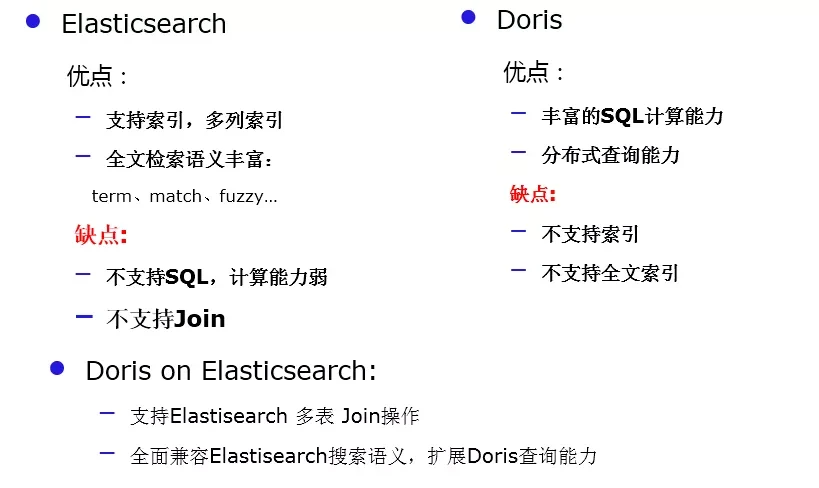 Elasticsearch
优点：
支持索引，多列索引
全文检索语义丰富：
term、match、fuzzy…
缺点:
不支持SQL，计算能力弱
不支持Join
Doris
优点：
丰富的SQL计算能力
分布式查询能力
缺点:
不支持索引
不支持全文索引
Doris on Elasticsearch:
支持Elastisearch 多表 Join操作
全面兼容Elastisearch搜索语义，扩展Doris查询能力